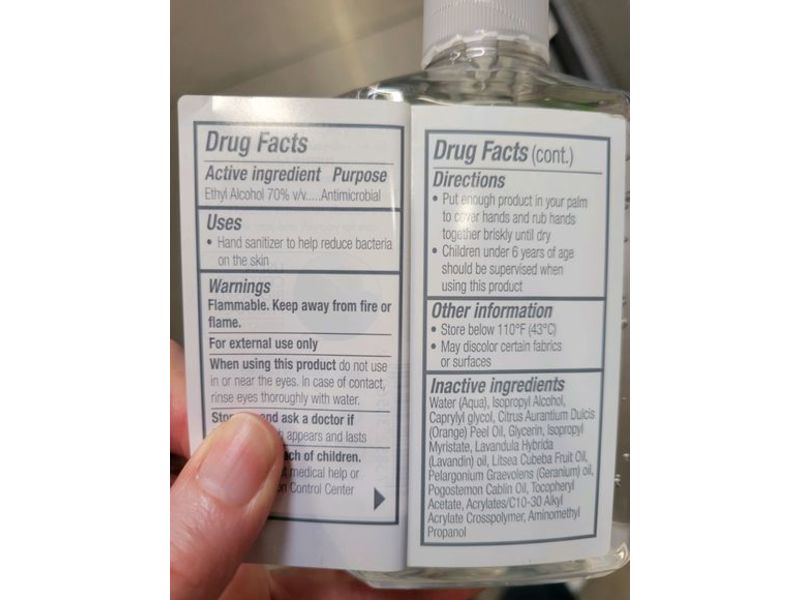 Drug Facts
Active ingredient Purpose
Ethyl Alcohol 70% v/v.....Antimicrobial
Uses
• Hand sanitizer to help reduce bacteria
on the skin
Warnings
Flammable. Keep away from fire or
flame.
For external use only
When using this product do not use
in or near the eyes. In case of contact,
rinse eyes thoroughly with water.
and ask a doctor if
appears and lasts
of children.
medical help or
Control Center
Drug Facts (cont.)
Directions
• Put enough product in your palm
to cover hands and rub hands
together briskly until dry
• Children under 6 years of age
should be supervised when
using this product
Other information
• Store below 110°F (43°C)
• May discolor certain fabrics
or surfaces
Inactive ingredients
Water (Aqua), Isopropyl Alcohol,
Caprylyl glycol, Citrus Aurantium Dulcis
(Orange) Peel Oil, Glycerin, Isopropyl
Myristate, Lavandula Hybrida
(Lavandin) oil, Litsea Cubeba Fruit Oil,
Pelargonium Graveolens (Geranium) oil,
Pogostemon Cablin Oil, Tocopheryl
Acetate, Acrylates/C10-30 Alkyl
Acrylate Crosspolymer, Aminomethyl
Propanol